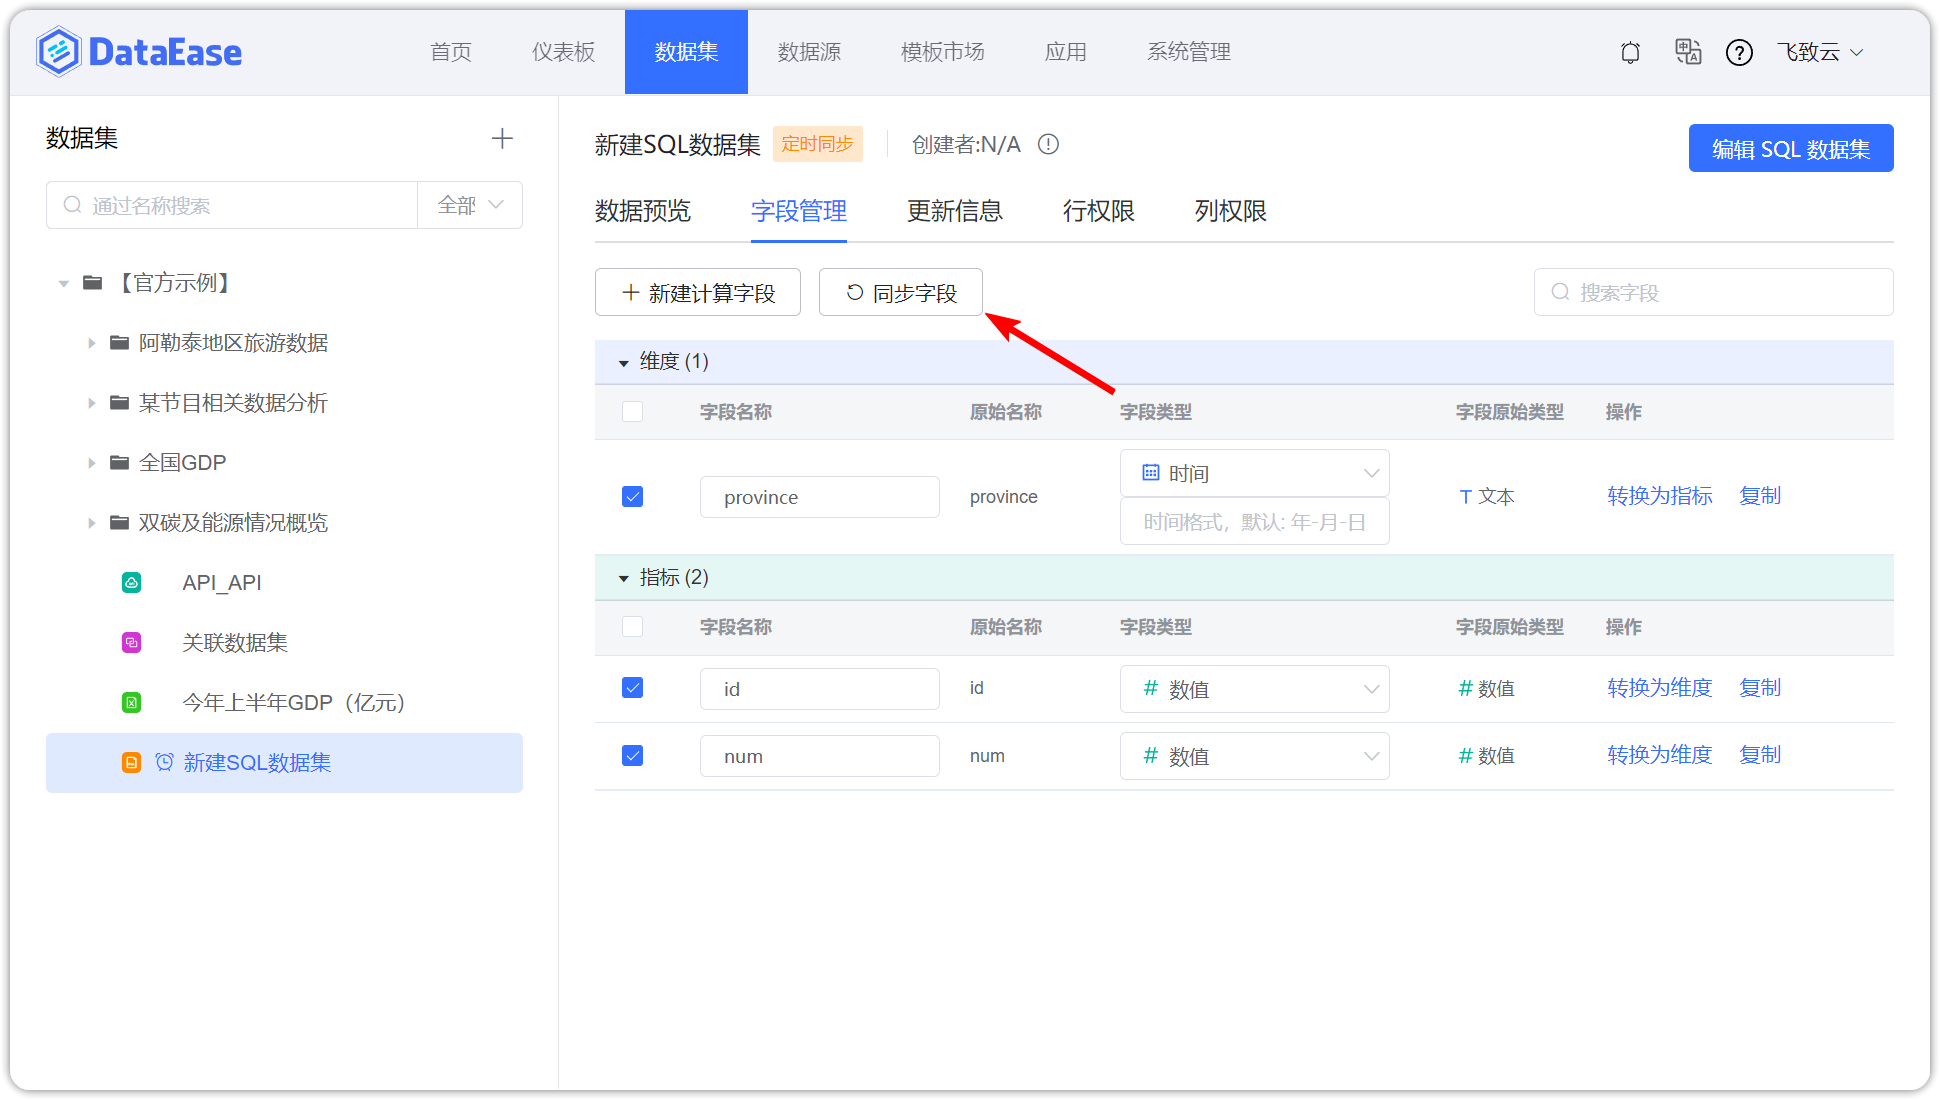 DataEase
首页 仪表板 数据集 数据源 模板市场 应用 系统管理 飞致云
数据集
通过名称搜索 全部
【官方示例】
阿勒泰地区旅游数据
某节目相关数据分析
全国GDP
双碳及能源情况概览
API_API
关联数据集
今年上半年GDP（亿元）
新建SQL数据集
新建SQL数据集 定时同步 创建者:N/A 编辑 SQL 数据集
数据预览 字段管理 更新信息 行权限 列权限
新建计算字段 同步字段 搜索字段
维度 (1)
字段名称 原始名称 字段类型 字段原始类型 操作
province province 时间 T 文本 转换为指标 复制
时间格式，默认: 年-月-日
指标 (2)
字段名称 原始名称 字段类型 字段原始类型 操作
id id # 数值 # 数值 转换为维度 复制
num num # 数值 # 数值 转换为维度 复制